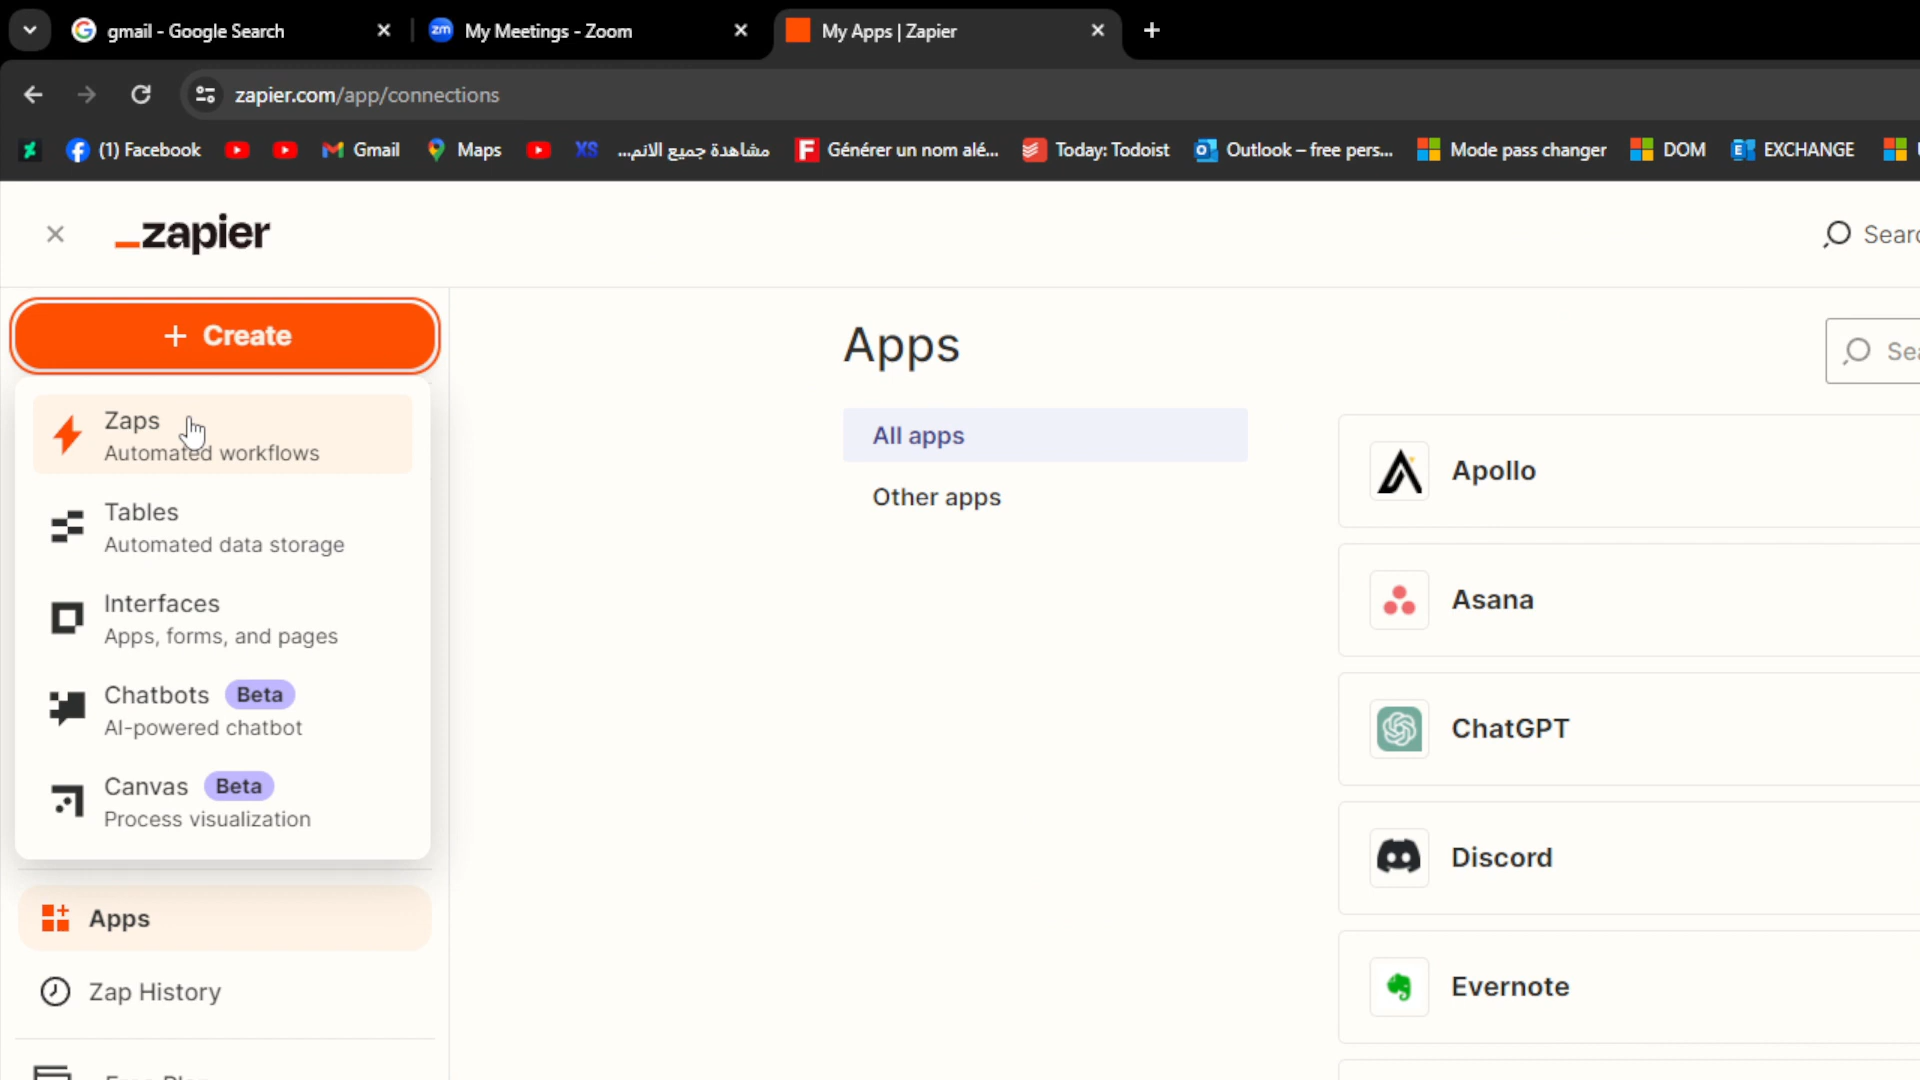 gmail - Google Search
My Meetings - Zoom
My Apps | Zapier
zapier.com/app/connections
(1) Facebook
Gmail
Maps
XS
مشاهدة جميع الانم...
Générer un nom alé...
Today: Todoist
Outlook – free pers...
Mode pass changer
DOM
EXCHANGE
zapier
Sear
+ Create
Zaps
Automated workflows
Tables
Automated data storage
Interfaces
Apps, forms, and pages
Chatbots Beta
AI-powered chatbot
Canvas Beta
Process visualization
Apps
Zap History
Apps
Sea
All apps
Other apps
Apollo
Asana
ChatGPT
Discord
Evernote